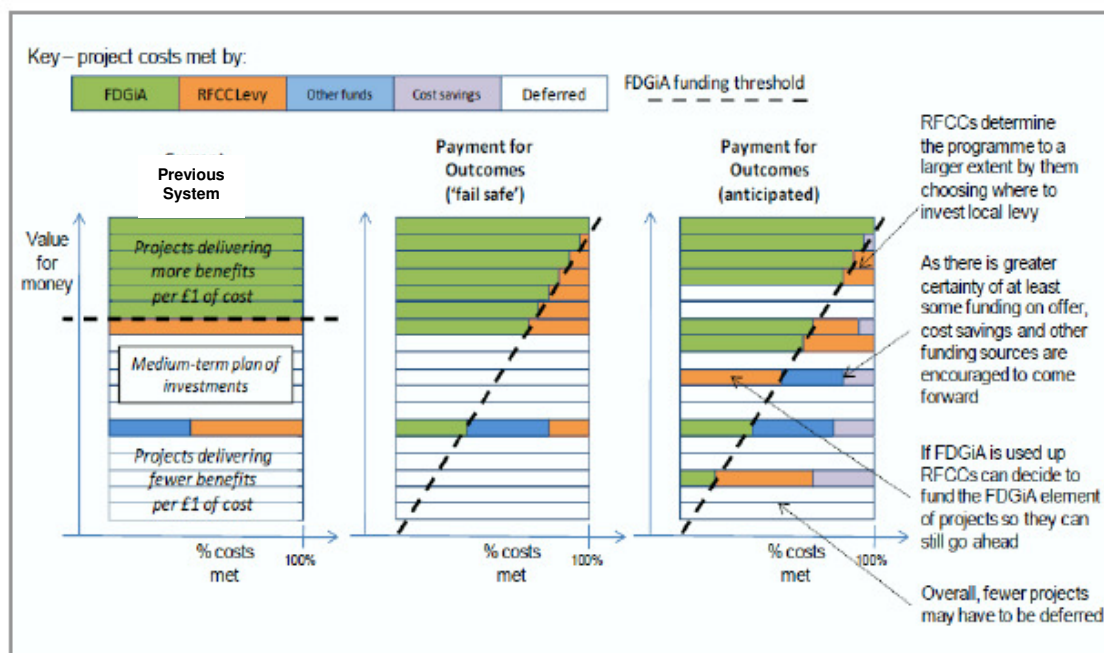 Key – project costs met by:
FDGiA
RFCC Levy
Other funds
Cost savings
Deferred
FDGiA funding threshold
Previous
System
Payment for
Outcomes
('fail safe')
Payment for
Outcomes
(anticipated)
Value
for
money
Projects delivering
more benefits
per £1 of cost
Medium-term plan of
investments
Projects delivering
fewer benefits
per £1 of cost
% costs
met
100%
% costs
met
100%
% costs
met
100%
RFCCs determine
the programme to a
larger extent by them
choosing where to
invest local levy
As there is greater
certainty of at least
some funding on offer,
cost savings and other
funding sources are
encouraged to come
forward
If FDGiA is used up
RFCCs can decide to
fund the FDGiA element
of projects so they can
still go ahead
Overall, fewer projects
may have to be deferred